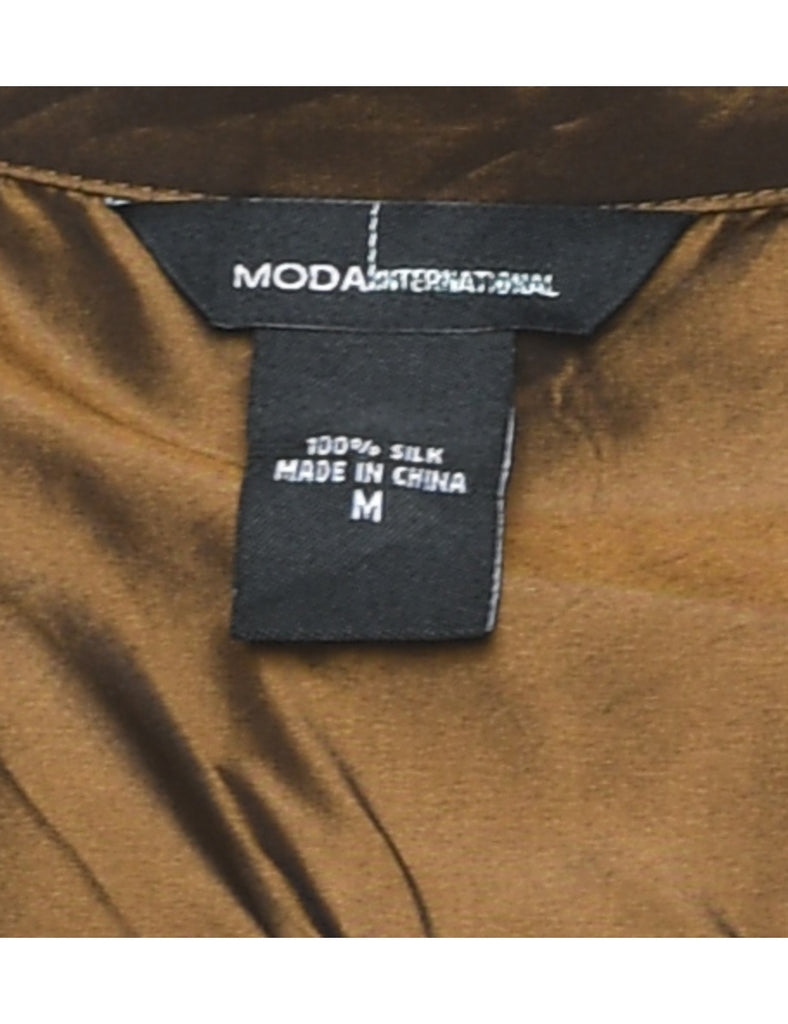 MODA INTERNATIONAL
100% SILK
MADE IN CHINA
M